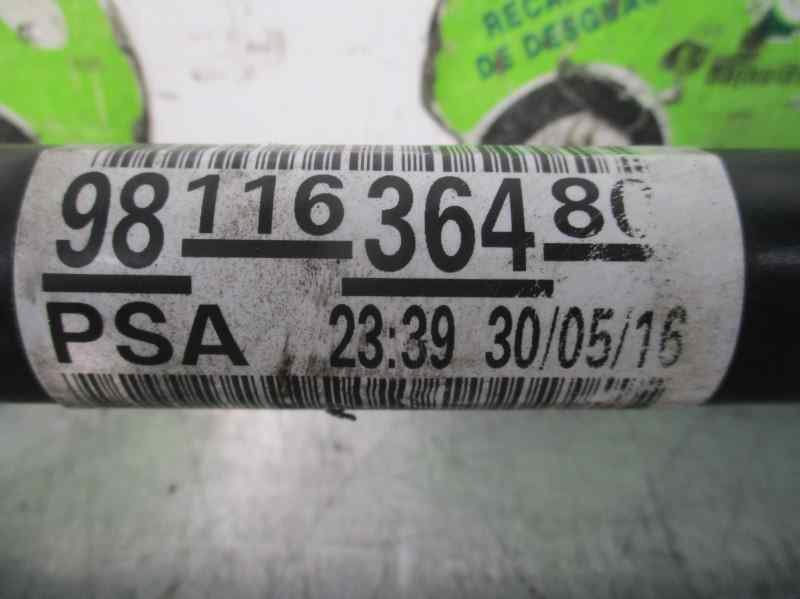 RECA
DE DESGUA
98 116 364 80
PSA 23:39 30/05/16